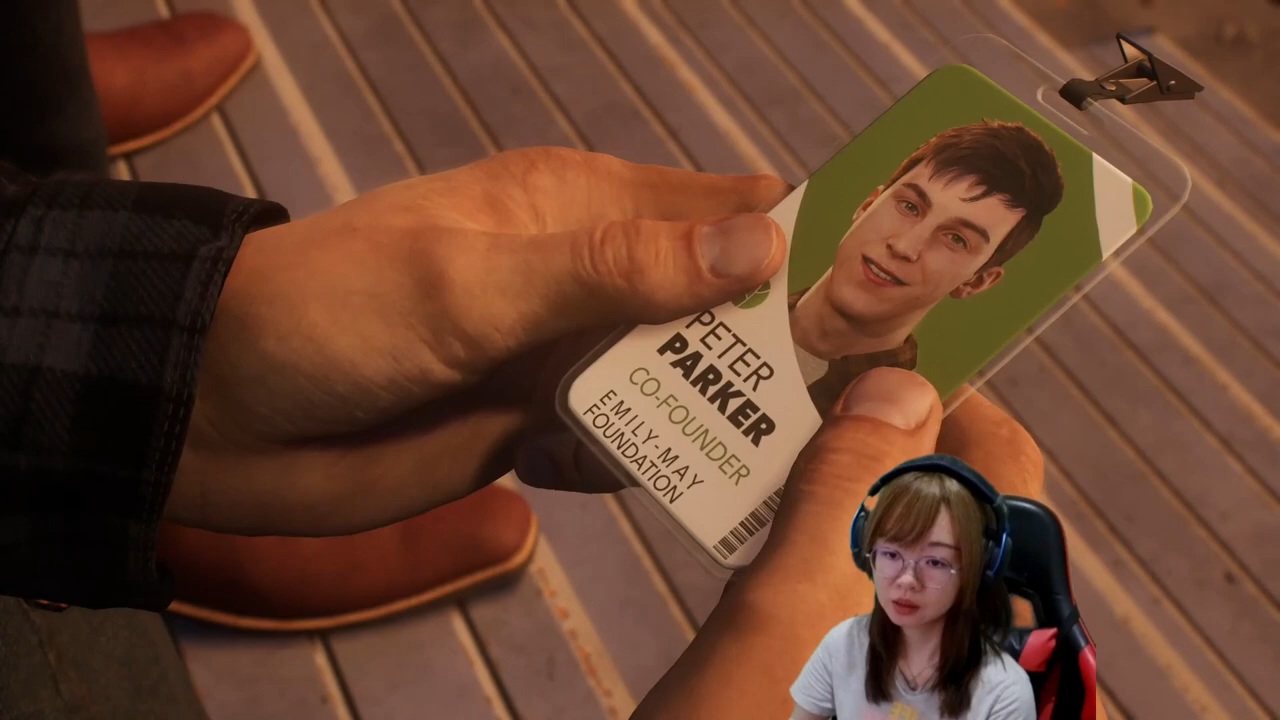 PETER
PARKER
CO-FOUNDER
EMILY-MAY
FOUNDATION